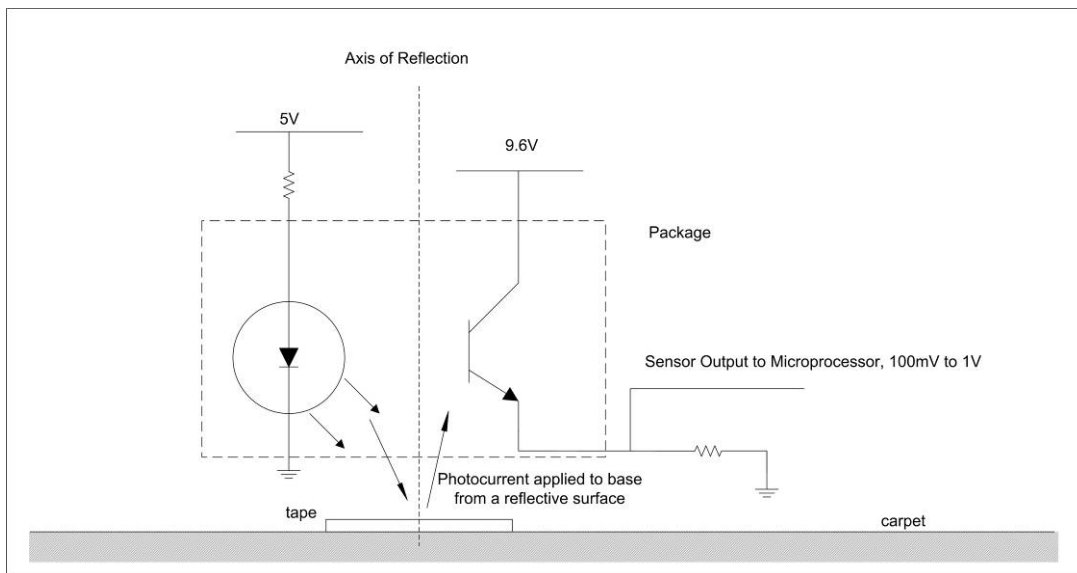 Axis of Reflection
5V
9.6V
Package
Sensor Output to Microprocessor, 100mV to 1V
Photocurrent applied to base
from a reflective surface
tape
carpet